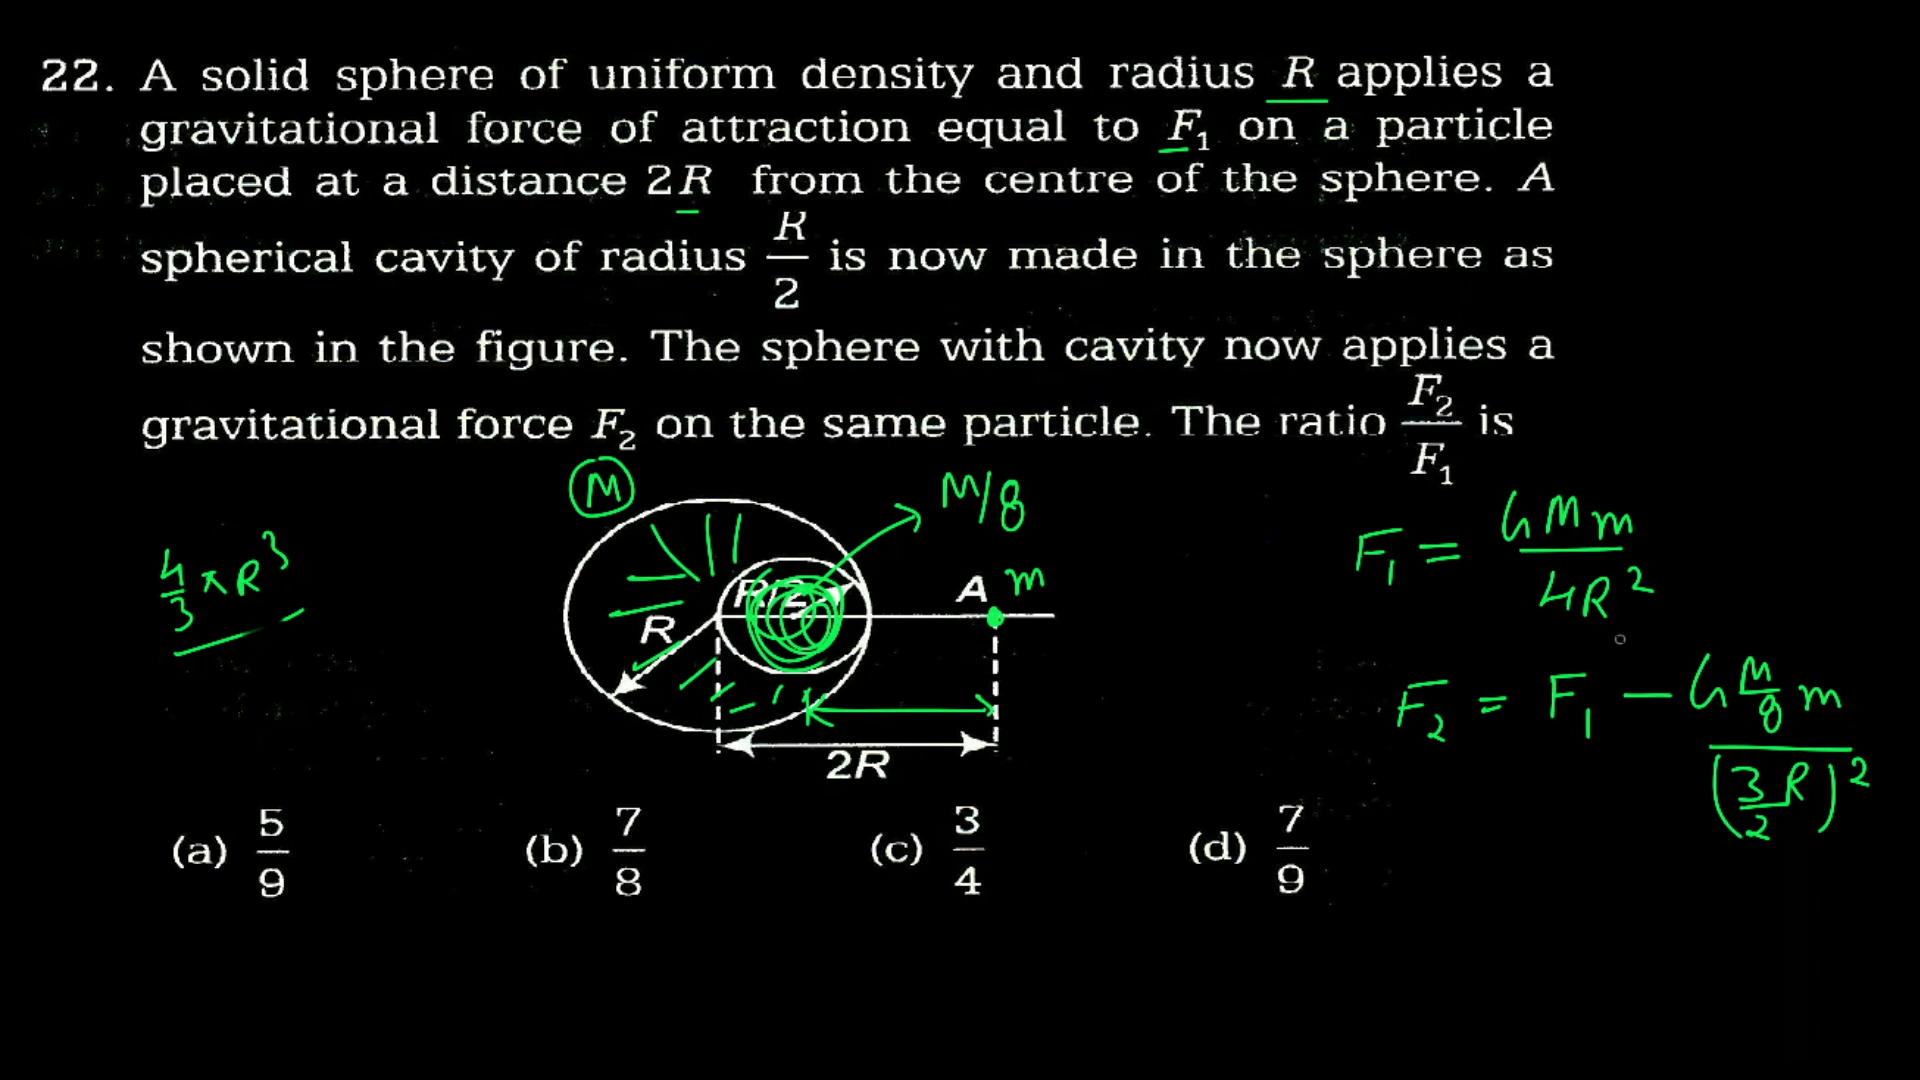 22. A solid sphere of uniform density and radius R applies a
gravitational force of attraction equal to F₁ on a particle
placed at a distance 2R from the centre of the sphere. A
spherical cavity of radius R/2 is now made in the sphere as
shown in the figure. The sphere with cavity now applies a
gravitational force F₂ on the same particle. The ratio F₂/F₁ is
M
M/8
4/3 πR³
F₁ = GMm/4R²
R/2
A m
R
F₂ = F₁ - G M/8 m/(3/2 R)²
2R
(a) 5/9 (b) 7/8 (c) 3/4 (d) 7/9